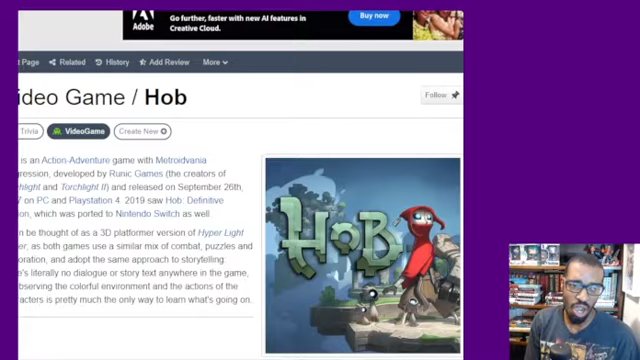 Adobe
Go further, faster with new AI features in
Creative Cloud.
Buy now
t Page
Related
History
Add Review
More
ideo Game / Hob
Follow
Trivia
VideoGame
Create New
is an Action-Adventure game with Metroidvania
gression, developed by Runic Games (the creators of
chlight and Torchlight II) and released on September 26th,
7 on PC and Playstation 4. 2019 saw Hob: Definitive
ion, which was ported to Nintendo Switch as well.
n be thought of as a 3D platformer version of Hyper Light
er, as both games use a similar mix of combat, puzzles and
oration, and adopt the same approach to storytelling
e's literally no dialogue or story text anywhere in the game,
bserving the colorful environment and the actions of the
racters is pretty much the only way to learn what's going on.
HOB